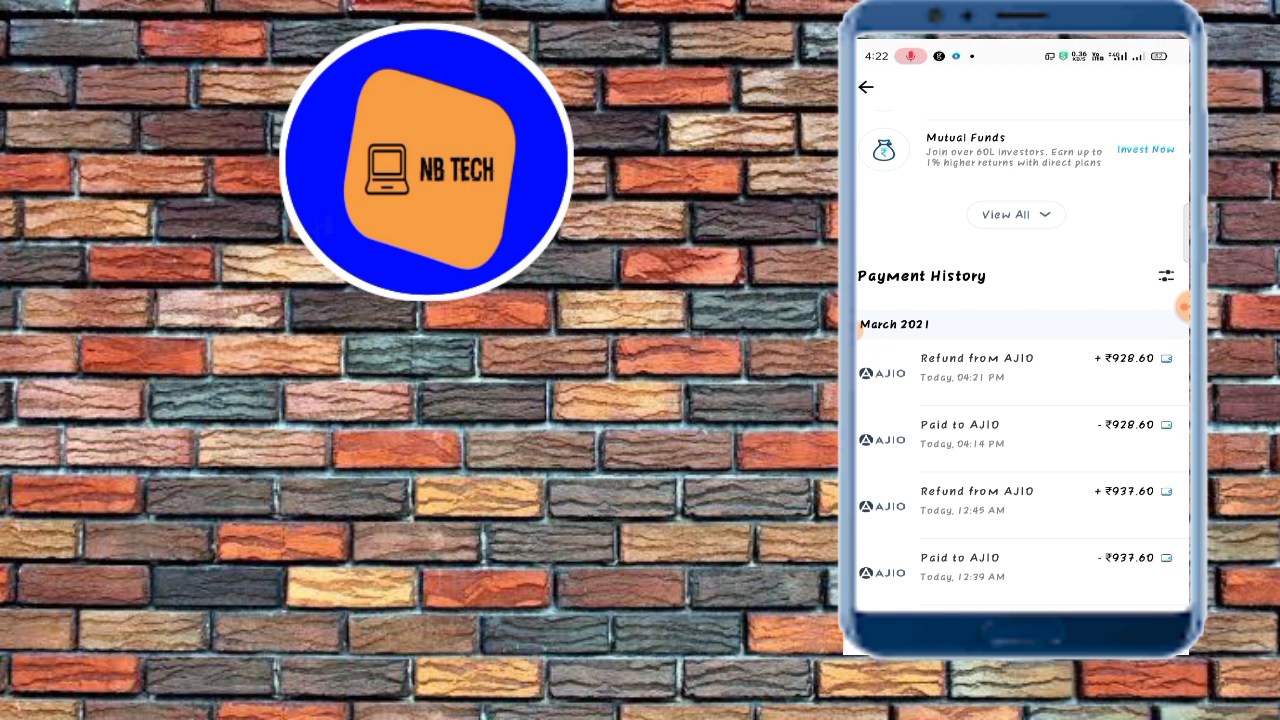 NB TECH
4:22
0.36
KB/S
Mutual Funds
Join over 60L investors. Earn up to
1% higher returns with direct plans
Invest Now
View All
Payment History
March 2021
Refund from AJIO
+ ₹928.60
Today, 04:21 PM
AJIO
Paid to AJIO
- ₹928.60
Today, 04:14 PM
AJIO
Refund from AJIO
+ ₹937.60
Today, 12:45 AM
AJIO
Paid to AJIO
- ₹937.60
Today, 12:39 AM
AJIO